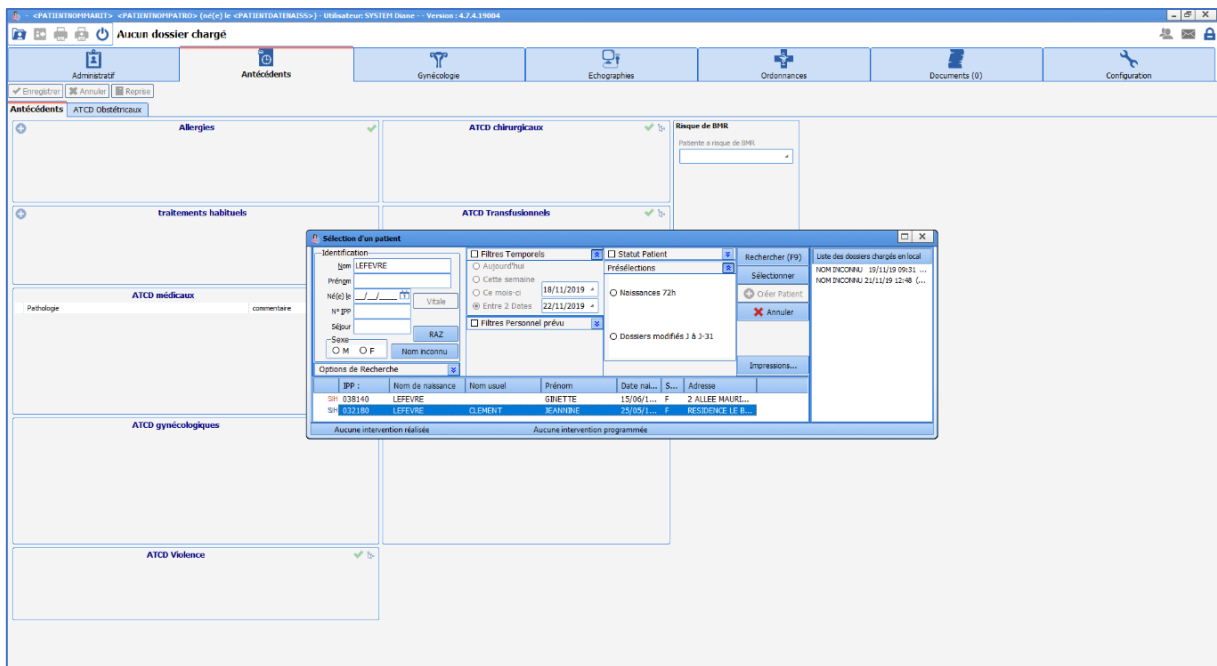 - <PATIENTNOMMARIT> <PATIENTNOMPATRO> (né(e) le <PATIENTDATENAISS>) - Utilisateur: SYSTEM Diane - - Version : 4.7.4.19004
Aucun dossier chargé
Administratif Antécédents Gynécologie Echographies Ordonnances Documents (0) Configuration
Enregistrer Annuler Reprise
Antécédents ATCD Obstétricaux
Allergies ATCD chirurgicaux Risque de BMR
Patiente a risque de BMR
traitements habituels ATCD Transfusionnels
ATCD médicaux
Pathologie commentaire
ATCD gynécologiques
ATCD Violence
Sélection d'un patient
Identification
Nom LEFEVRE
Prénom
Né(e) le __/__/____ Vitale
N° IPP
Séjour RAZ
Sexe
M F Nom inconnu
Options de Recherche
Filtres Temporels
Aujourd'hui
Cette semaine
Ce mois-ci 18/11/2019
Entre 2 Dates 22/11/2019
Filtres Personnel prévu
Statut Patient
Présélections
Naissances 72h
Dossiers modifiés J à J-31
Rechercher (F9)
Sélectionner
Créer Patient
Annuler
Impressions...
Liste des dossiers chargés en local
NOM INCONNU 19/11/19 09:31 ...
NOM INCONNU 21/11/19 12:48 (...
IPP : Nom de naissance Nom usuel Prénom Date nai... S... Adresse
SIH 038140 LEFEVRE GINETTE 15/06/1... F 2 ALLEE MAURI...
SIH 032180 LEFEVRE CLEMENT JEANNINE 25/05/1... F RESIDENCE LE B...
Aucune intervention réalisée Aucune intervention programmée